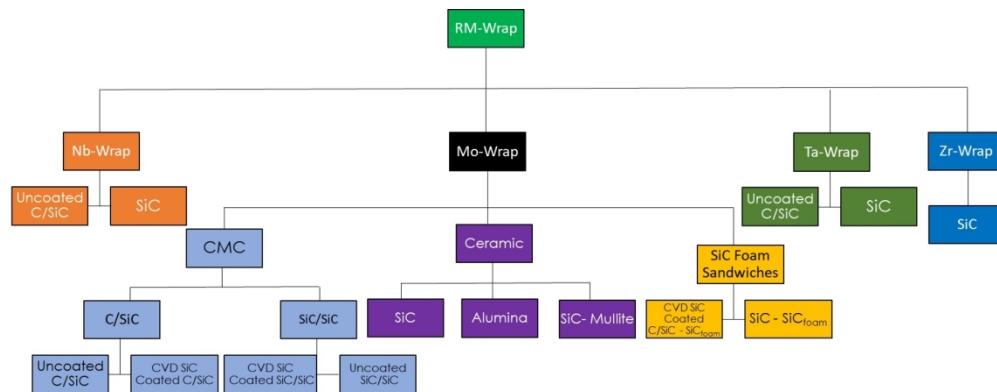 RM-Wrap
Nb-Wrap
Mo-Wrap
Ta-Wrap
Zr-Wrap
Uncoated
C/SiC
SiC
Uncoated
C/SiC
SiC
SiC
CMC
Ceramic
SiC Foam
Sandwiches
C/SiC
SiC/SiC
SiC
Alumina
SiC- Mullite
CVD SiC
Coated
C/SiC - SiCfoam
SiC - SiCfoam
Uncoated
C/SiC
CVD SiC
Coated C/SiC
CVD SiC
Coated SiC/SiC
Uncoated
SiC/SiC